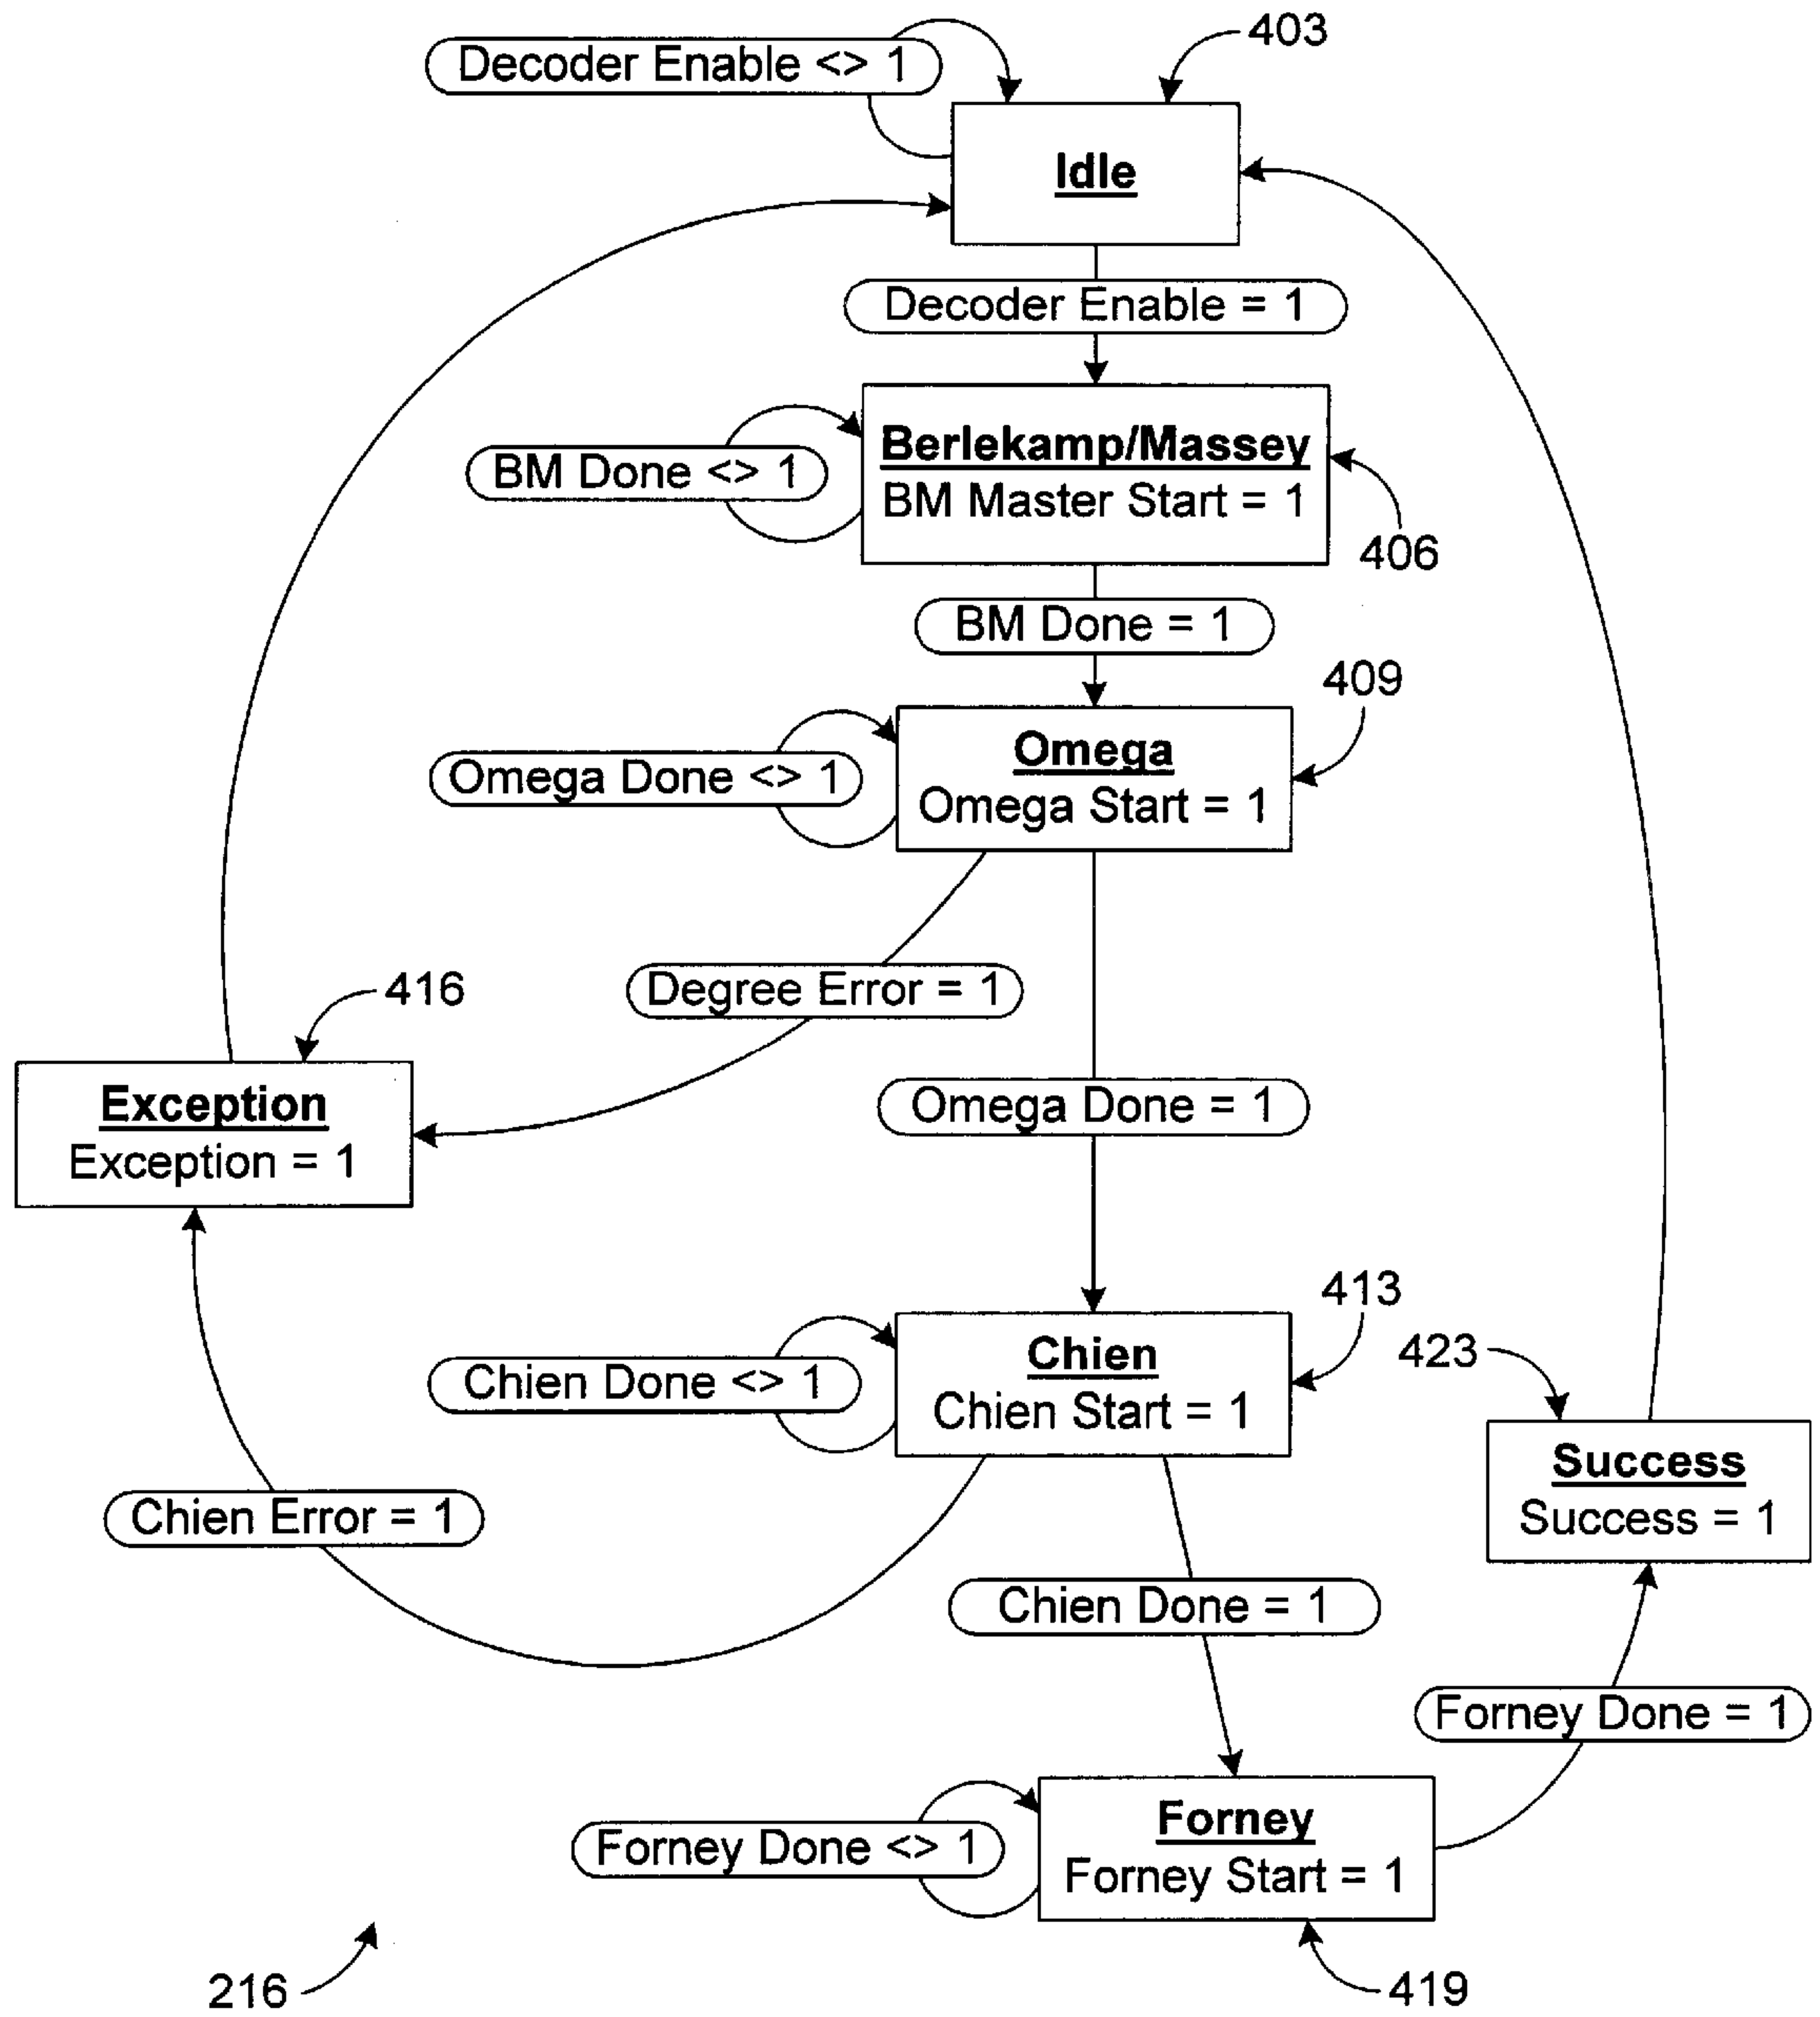 Decoder Enable <> 1
403
Idle
Decoder Enable = 1
Berlekamp/Massey
BM Master Start = 1
BM Done <> 1
406
BM Done = 1
409
Omega
Omega Start = 1
Omega Done <> 1
Degree Error = 1
416
Exception
Exception = 1
Omega Done = 1
413
Chien
Chien Start = 1
Chien Done <> 1
423
Success
Success = 1
Chien Error = 1
Chien Done = 1
Forney Done = 1
Forney
Forney Start = 1
Forney Done <> 1
216
419